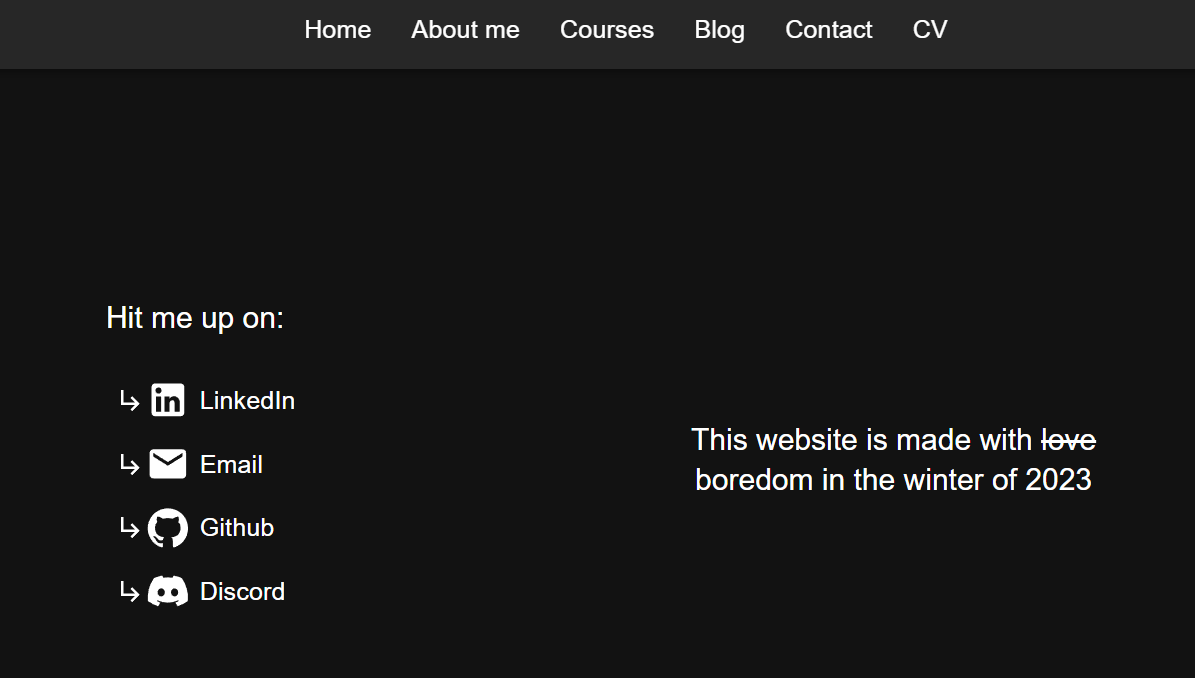 Home About me Courses Blog Contact CV
Hit me up on:
LinkedIn
Email
Github
Discord
This website is made with love
boredom in the winter of 2023